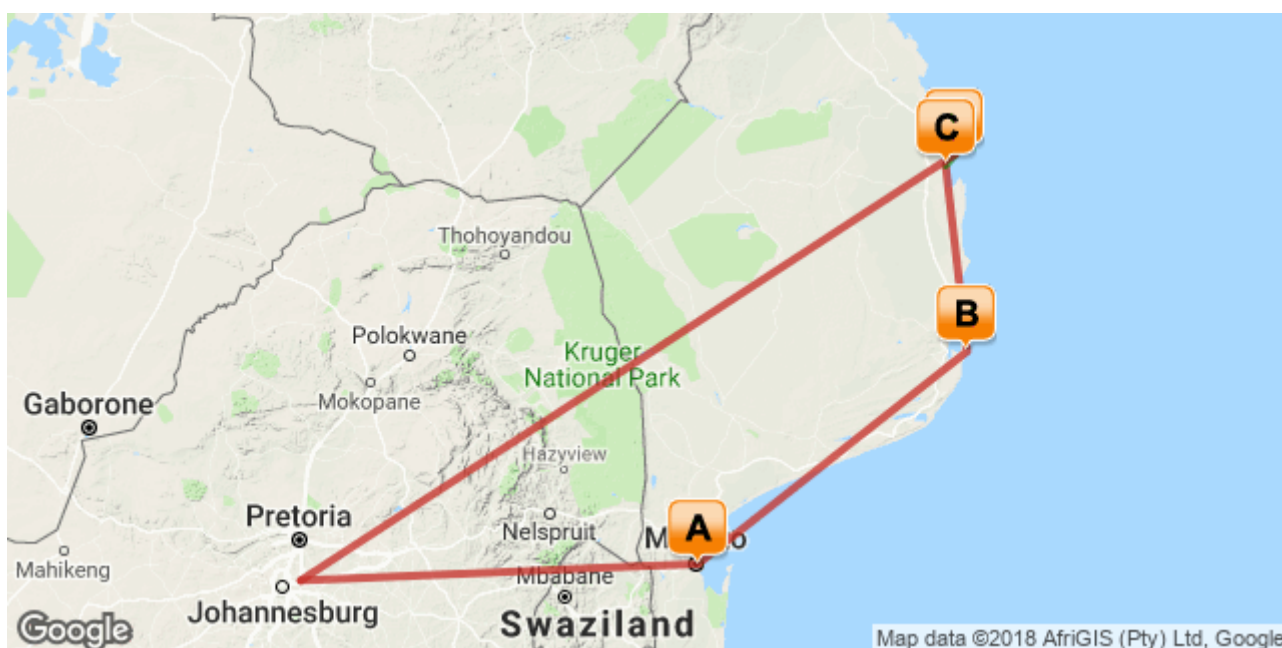 C
Thohoyandou
B
Polokwane
Kruger
National Park
Mokopane
Gaborone
Hazyview
A
Pretoria
Nelspruit
Mahikeng
Mbabane
Johannesburg
Swaziland
Google
Map data ©2018 AfriGIS (Pty) Ltd, Google